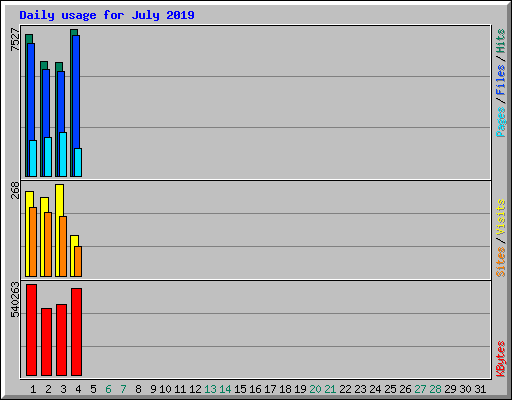 Daily usage for July 2019
7527
Pages / Files / Hits
268
Sites / Visits
540263
KBytes
1 2 3 4 5 6 7 8 9 10 11 12 13 14 15 16 17 18 19 20 21 22 23 24 25 26 27 28 29 30 31